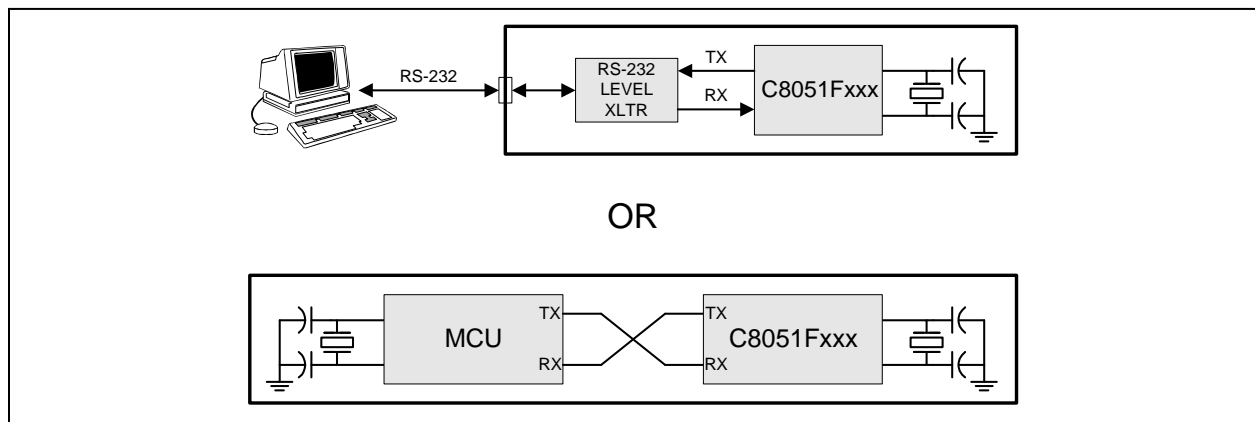 RS-232
RS-232
LEVEL
XLTR
TX
RX
C8051Fxxx
OR
MCU
TX
RX
TX
RX
C8051Fxxx